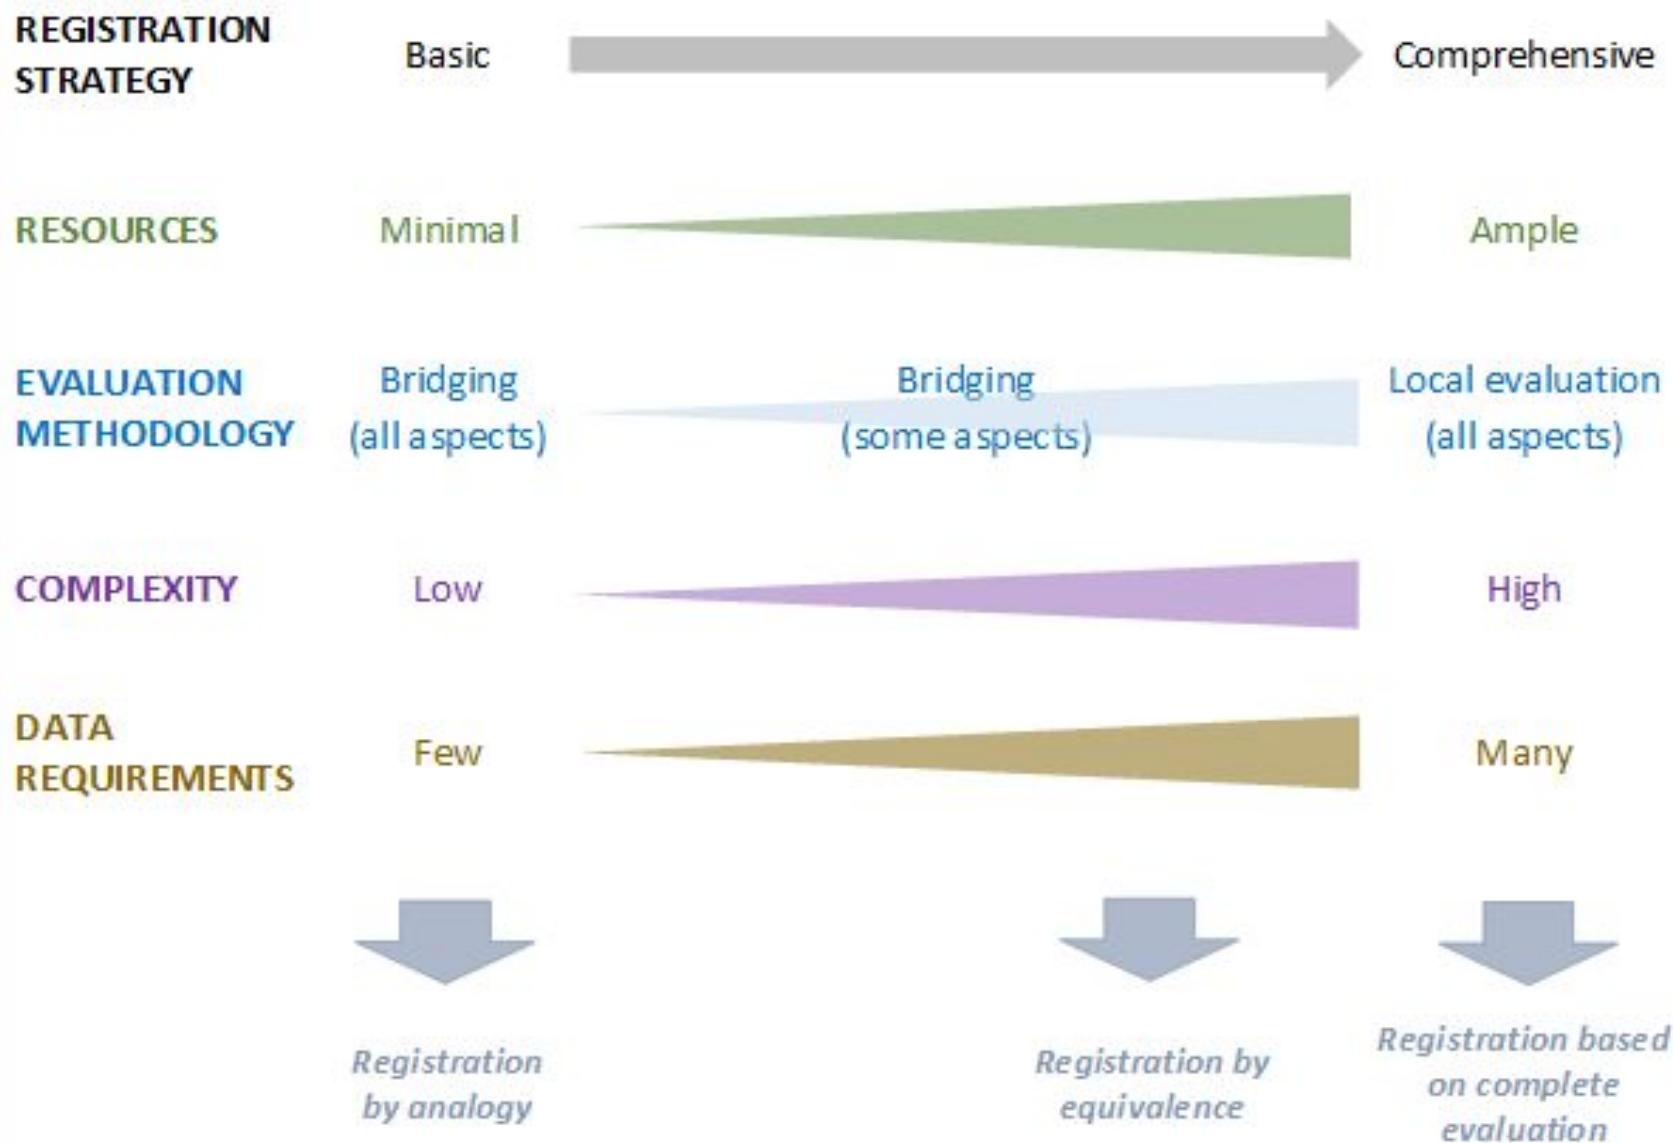 REGISTRATION
STRATEGY
Basic
Comprehensive
RESOURCES
Minimal
Ample
EVALUATION
METHODOLOGY
Bridging
(all aspects)
Bridging
(some aspects)
Local evaluation
(all aspects)
COMPLEXITY
Low
High
DATA
REQUIREMENTS
Few
Many
Registration
by analogy
Registration by
equivalence
Registration based
on complete
evaluation